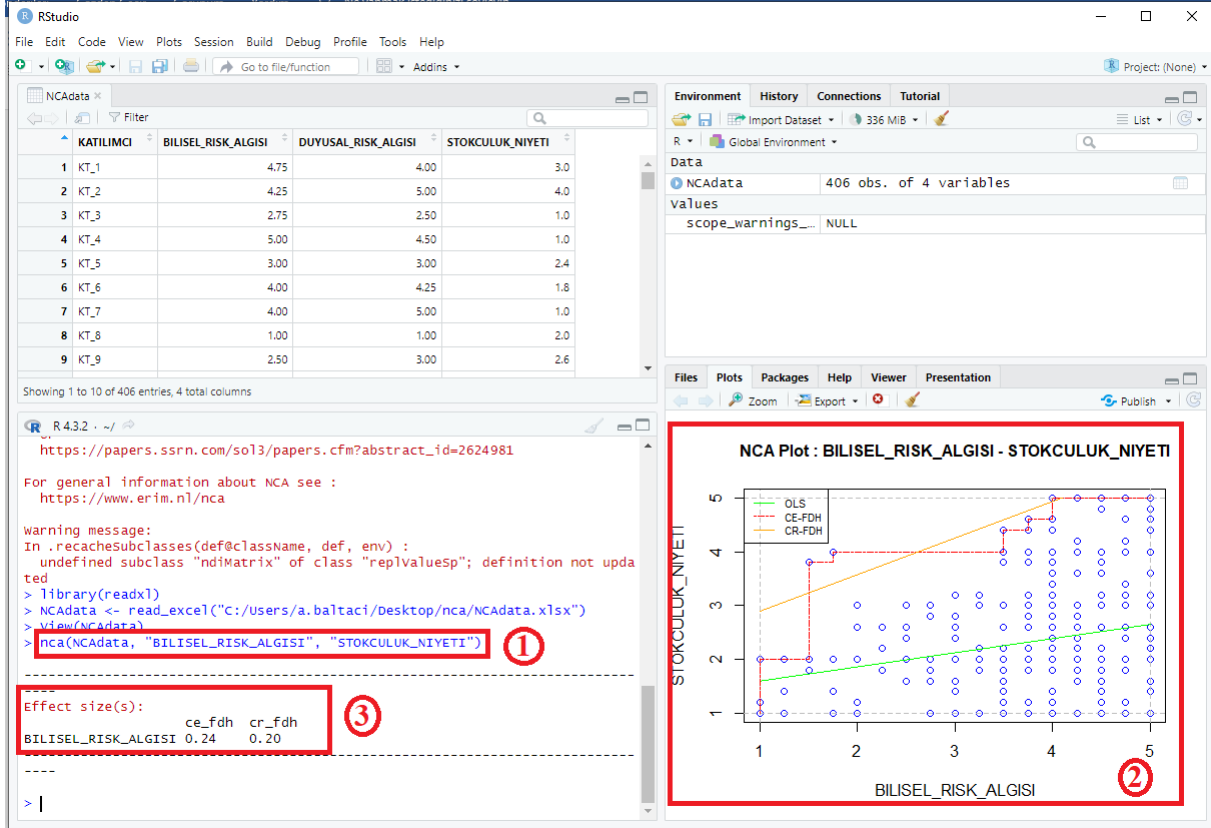 RStudio
File Edit Code View Plots Session Build Debug Profile Tools Help
Go to file/function
Addins
Project: (None)
NCAdata
Filter
KATILIMCI BILISEL_RISK_ALGISI DUYUSAL_RISK_ALGISI STOKCULUK_NIYETI
1 KT_1 4.75 4.00 3.0
2 KT_2 4.25 5.00 4.0
3 KT_3 2.75 2.50 1.0
4 KT_4 5.00 4.50 1.0
5 KT_5 3.00 3.00 2.4
6 KT_6 4.00 4.25 1.8
7 KT_7 4.00 5.00 1.0
8 KT_8 1.00 1.00 2.0
9 KT_9 2.50 3.00 2.6
Showing 1 to 10 of 406 entries, 4 total columns
R 4.3.2 · ~/
https://papers.ssrn.com/sol3/papers.cfm?abstract_id=2624981
For general information about NCA see :
https://www.erim.nl/nca
Warning message:
In .recacheSubclasses(def@className, def, env) :
undefined subclass "ndiMatrix" of class "replValueSp"; definition not upda
ted
> library(readxl)
> NCAdata <- read_excel("C:/Users/a.baltaci/Desktop/nca/NCAdata.xlsx")
> View(NCAdata)
> nca(NCAdata, "BILISEL_RISK_ALGISI", "STOKCULUK_NIYETI")
1
--------------------------------------------------------------------------------
----
Effect size(s):
ce_fdh cr_fdh
BILISEL_RISK_ALGISI 0.24 0.20
3
--------------------------------------------------------------------------------
----
>
Environment History Connections Tutorial
Import Dataset 336 MiB List
R Global Environment
Data
NCAdata 406 obs. of 4 variables
Values
scope_warnings_… NULL
Files Plots Packages Help Viewer Presentation
Zoom Export Publish
NCA Plot : BILISEL_RISK_ALGISI - STOKCULUK_NIYETI
OLS
CE-FDH
CR-FDH
STOKCULUK_NIYETI
5
4
3
2
1
1 2 3 4 5
BILISEL_RISK_ALGISI
2